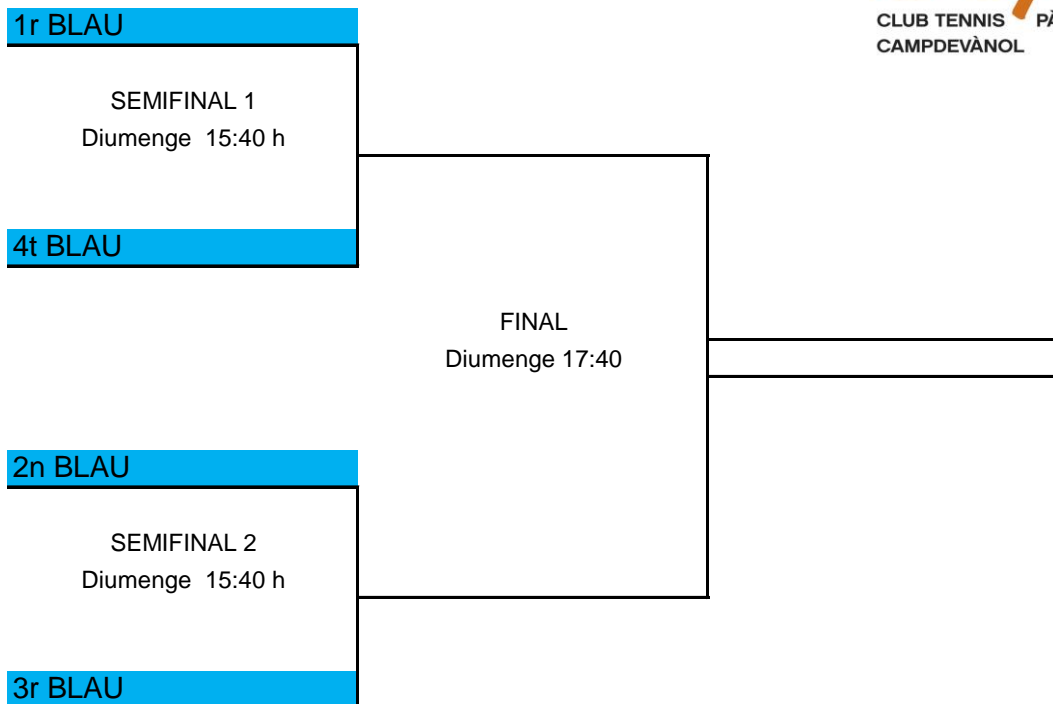 1r BLAU
CLUB TENNIS
CAMPDEVÀNOL
SEMIFINAL 1
Diumenge 15:40 h
4t BLAU
FINAL
Diumenge 17:40
2n BLAU
SEMIFINAL 2
Diumenge 15:40 h
3r BLAU